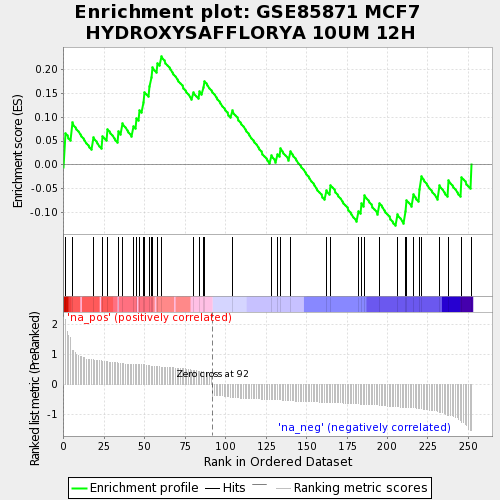 Enrichment plot: GSE85871 MCF7
HYDROXYSAFFLORYA 10UM 12H
Enrichment score (ES)
0.20
0.15
0.10
0.05
0.00
-0.05
-0.10
'na_pos' (positively correlated)
Ranked list metric (PreRanked)
2
1
0
-1
Zero cross at 92
'na_neg' (negatively correlated)
0
25
50
75
100
125
150
175
200
225
250
Rank in Ordered Dataset
Enrichment profile
Hits
Ranking metric scores